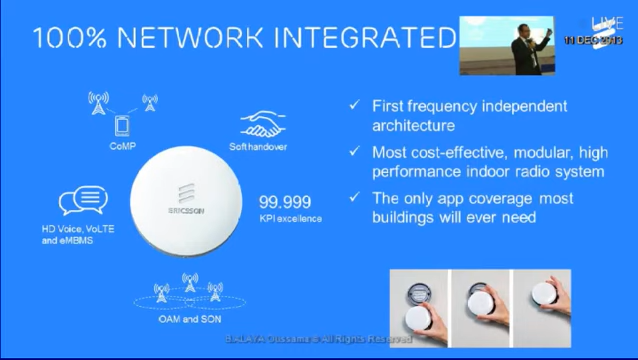 100% NETWORK INTEGRATED
LIVE
11 DEC 2013
CoMP
Soft handover
ERICSSON
99.999
KPI excellence
HD Voice, VoLTE
and eMBMS
OAM and SON
✓ First frequency independent
architecture
✓ Most cost-effective, modular, high
performance indoor radio system
✓ The only app coverage most
buildings will ever need
Oussama © All Rights Reserved